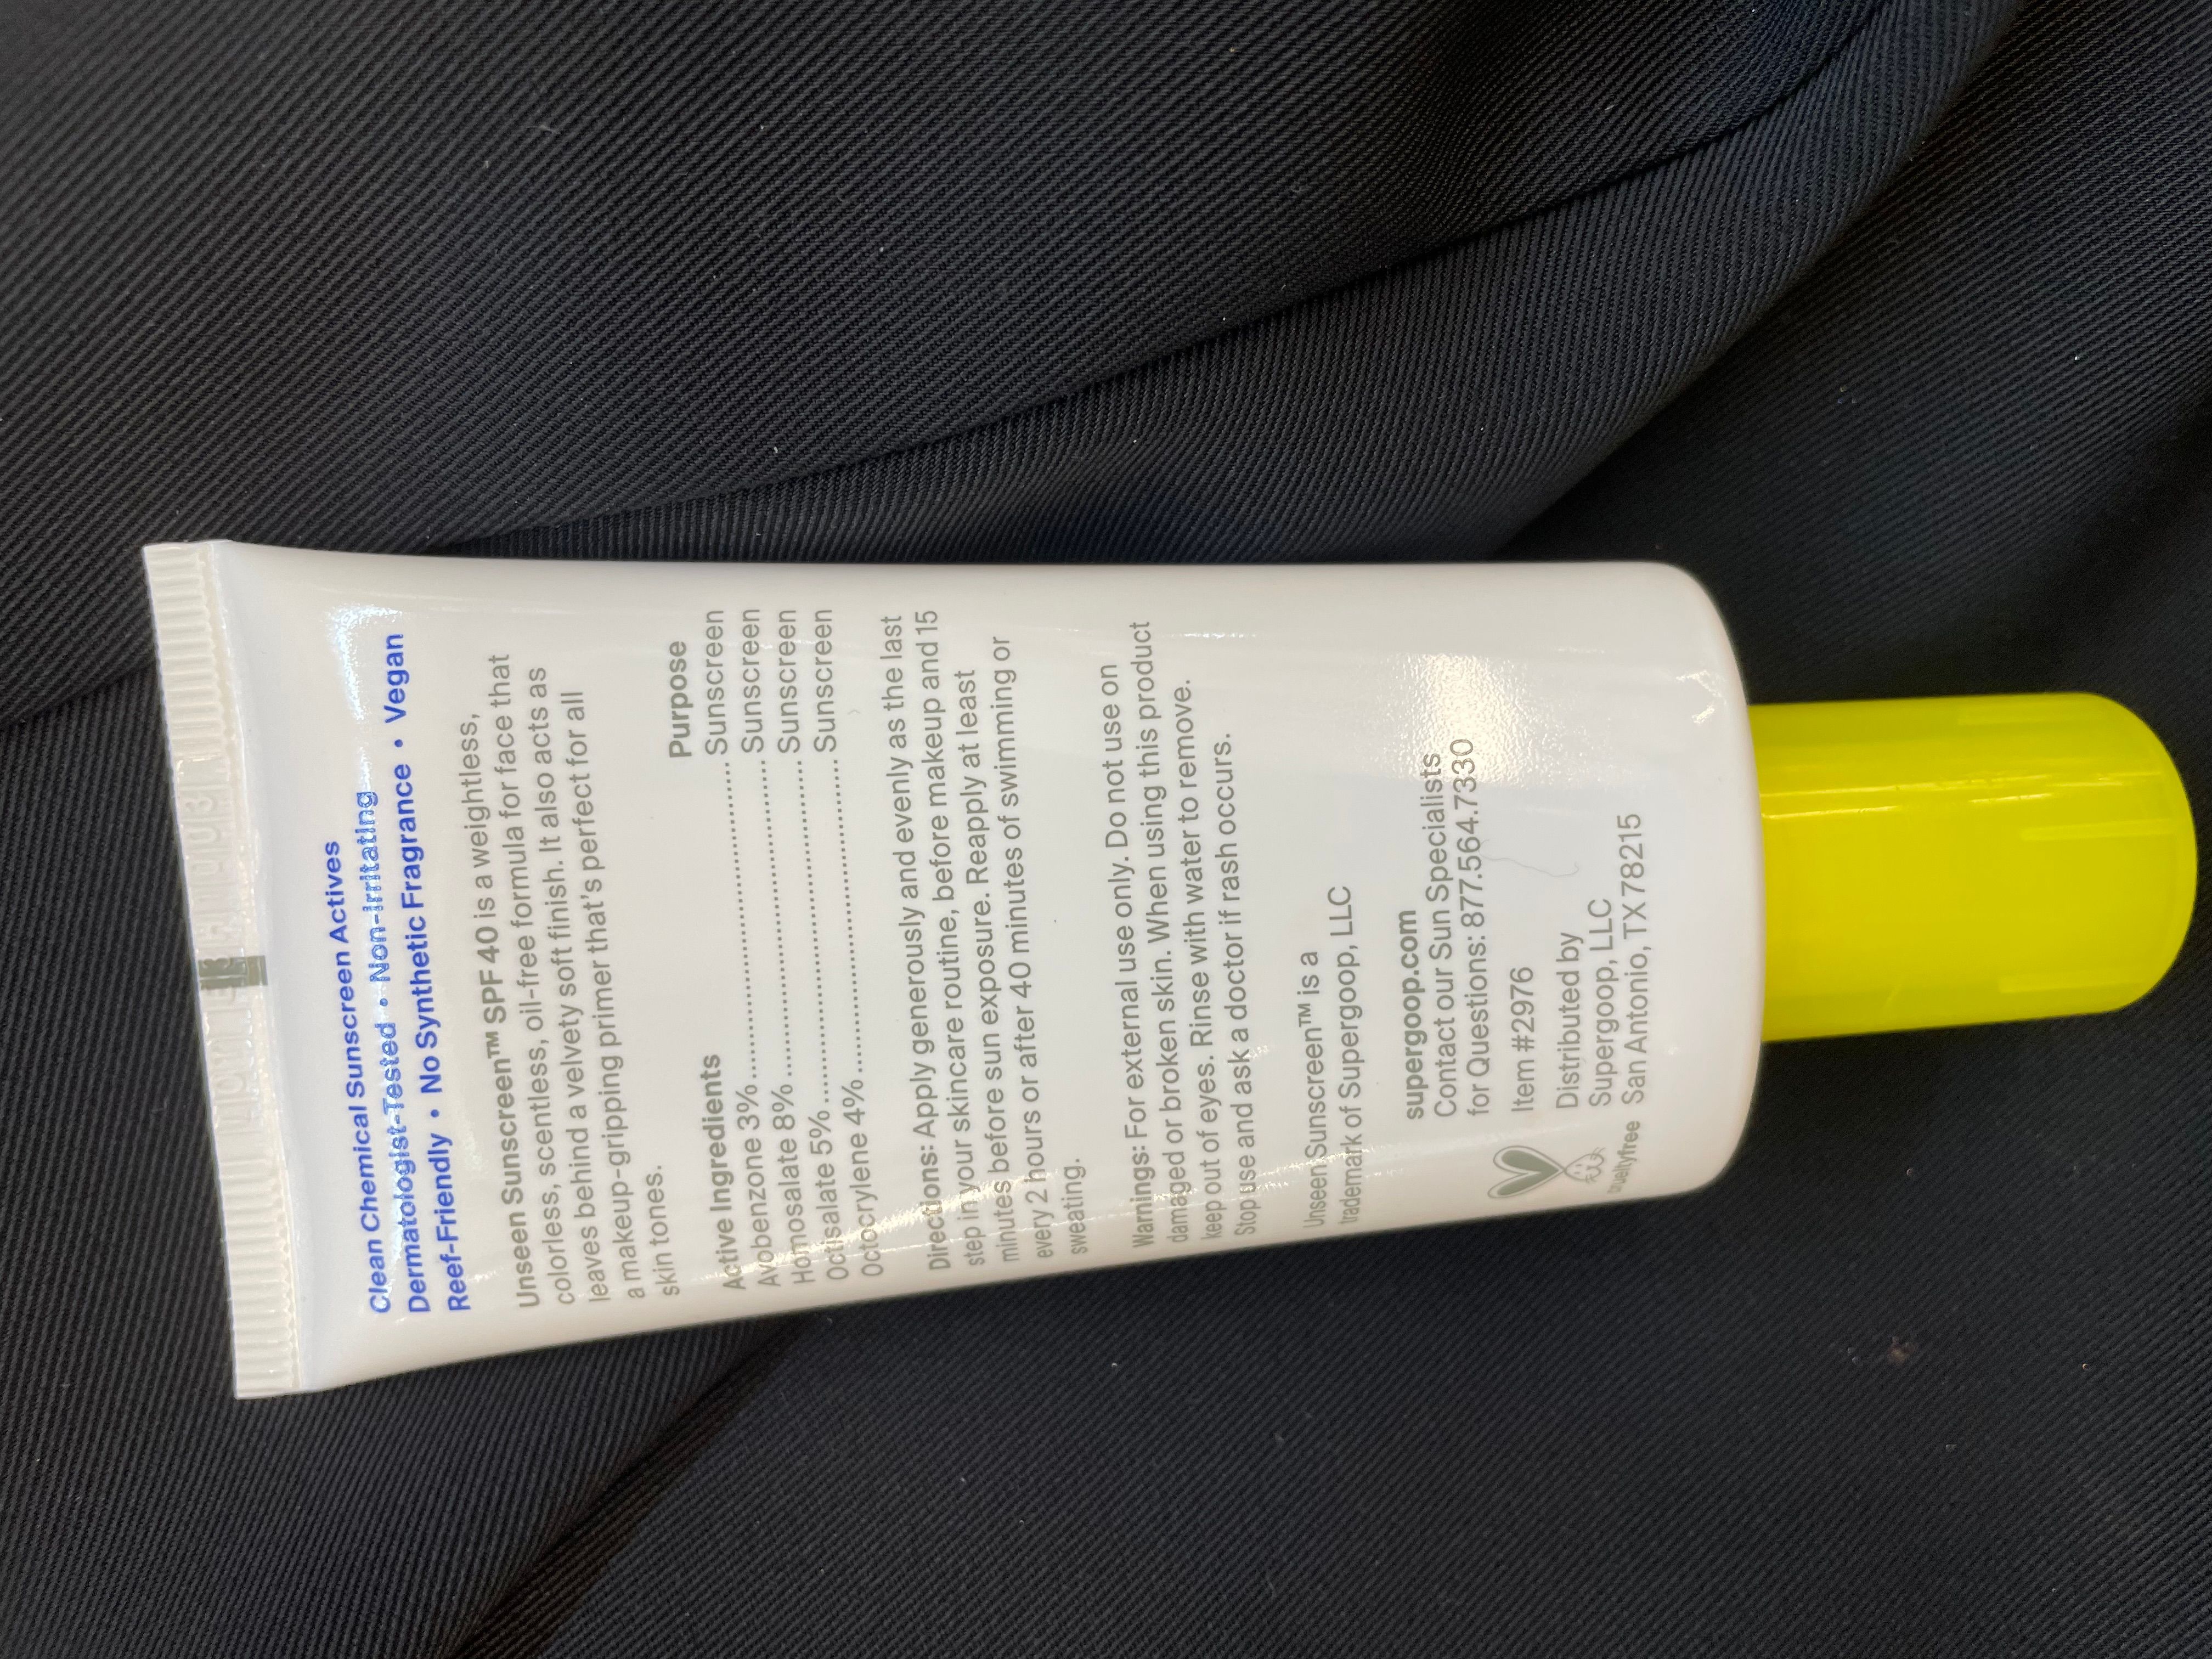 Clean Chemical Sunscreen Actives
Dermatologist-Tested • Non-Irritating
Reef-Friendly • No Synthetic Fragrance • Vegan
Unseen Sunscreen™ SPF 40 is a weightless,
colorless, scentless, oil-free formula for face that
leaves behind a velvety soft finish. It also acts as
a makeup-gripping primer that's perfect for all
skin tones.
Active Ingredients Purpose
Avobenzone 3%.......................................Sunscreen
Homosalate 8%.......................................Sunscreen
Octisalate 5%.......................................Sunscreen
Octocrylene 4%.......................................Sunscreen
Directions: Apply generously and evenly as the last
step in your skincare routine, before makeup and 15
minutes before sun exposure. Reapply at least
every 2 hours or after 40 minutes of swimming or
sweating.
Warnings: For external use only. Do not use on
damaged or broken skin. When using this product
keep out of eyes. Rinse with water to remove.
Stop use and ask a doctor if rash occurs.
Unseen Sunscreen™ is a
trademark of Supergoop, LLC
supergoop.com
Contact our Sun Specialists
for Questions: 877.564.7330
Item #2976
Distributed by
Supergoop, LLC
San Antonio, TX 78215
crueltyfree